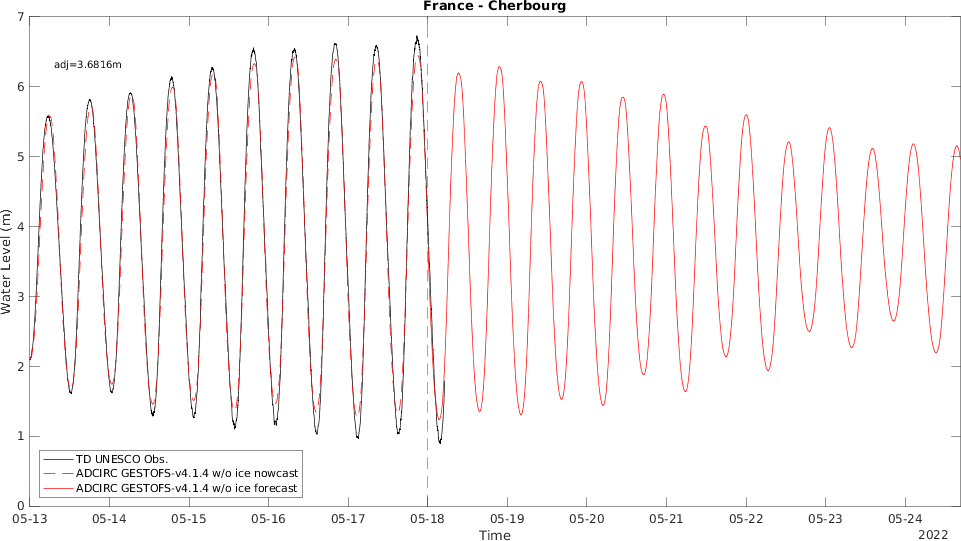 France - Cherbourg
7
6
5
4
3
2
1
0
Water Level (m)
adj=3.6816m
TD UNESCO Obs.
ADCIRC GESTOFS-v4.1.4 w/o ice nowcast
ADCIRC GESTOFS-v4.1.4 w/o ice forecast
05-13 05-14 05-15 05-16 05-17 05-18 05-19 05-20 05-21 05-22 05-23 05-24
Time
2022